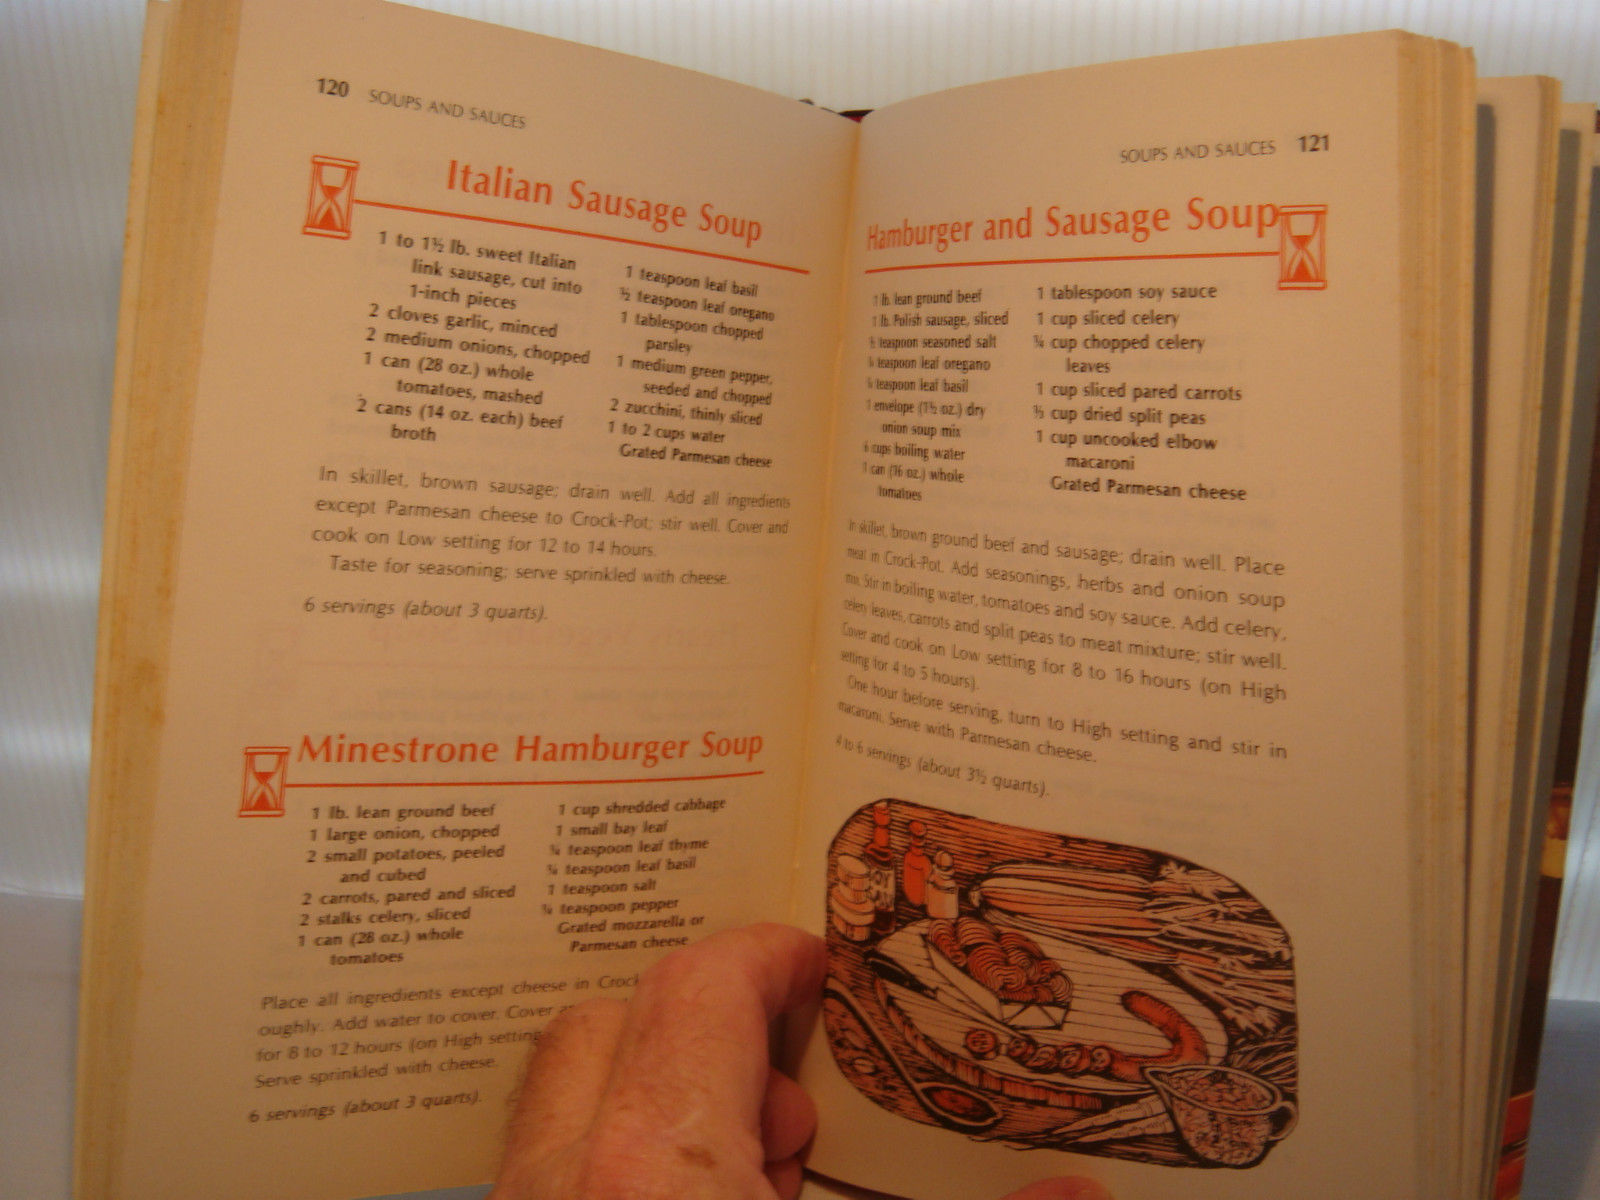 120 SOUPS AND SAUCES
Italian Sausage Soup
1 to 1½ lb. sweet Italian
link sausage, cut into
1-inch pieces
2 cloves garlic, minced
2 medium onions, chopped
1 can (28 oz.) whole
tomatoes, mashed
2 cans (14 oz. each) beef
broth
1 teaspoon leaf basil
½ teaspoon leaf oregano
1 tablespoon chopped
parsley
1 medium green pepper,
seeded and chopped
2 zucchini, thinly sliced
1 to 2 cups water
Grated Parmesan cheese
In skillet, brown sausage; drain well. Add all ingredients
except Parmesan cheese to Crock-Pot; stir well. Cover and
cook on Low setting for 12 to 14 hours.
Taste for seasoning; serve sprinkled with cheese.
6 servings (about 3 quarts).
Minestrone Hamburger Soup
1 lb. lean ground beef
1 large onion, chopped
2 small potatoes, peeled
and cubed
2 carrots, pared and sliced
2 stalks celery, sliced
1 can (28 oz.) whole
tomatoes
1 cup shredded cabbage
1 small bay leaf
teaspoon leaf thyme
teaspoon leaf basil
1 teaspoon salt
teaspoon pepper
Grated mozzarella or
Parmesan cheese
Place all ingredients except cheese in Crock
oughly. Add water to cover. Cover
for 8 to 12 hours (on High setting
Serve sprinkled with cheese.
6 servings (about 3 quarts).
SOUPS AND SAUCES 121
Hamburger and Sausage Soup
1 lb. lean ground beef
1 lb. Polish sausage, sliced
teaspoon seasoned salt
teaspoon leaf oregano
teaspoon leaf basil
1 envelope (1½ oz.) dry
onion soup mix
6 cups boiling water
1 can (16 oz.) whole
tomatoes
1 tablespoon soy sauce
1 cup sliced celery
cup chopped celery
leaves
1 cup sliced pared carrots
cup dried split peas
1 cup uncooked elbow
macaroni
Grated Parmesan cheese
In skillet, brown ground beef and sausage; drain well. Place
meat in Crock-Pot. Add seasonings, herbs and onion soup
mix. Stir in boiling water, tomatoes and soy sauce. Add celery,
celery leaves, carrots and split peas to meat mixture; stir well.
Cover and cook on Low setting for 8 to 16 hours (on High
setting for 4 to 5 hours).
One hour before serving, turn to High setting and stir in
macaroni. Serve with Parmesan cheese.
4 to 6 servings (about 3½ quarts).
SOY